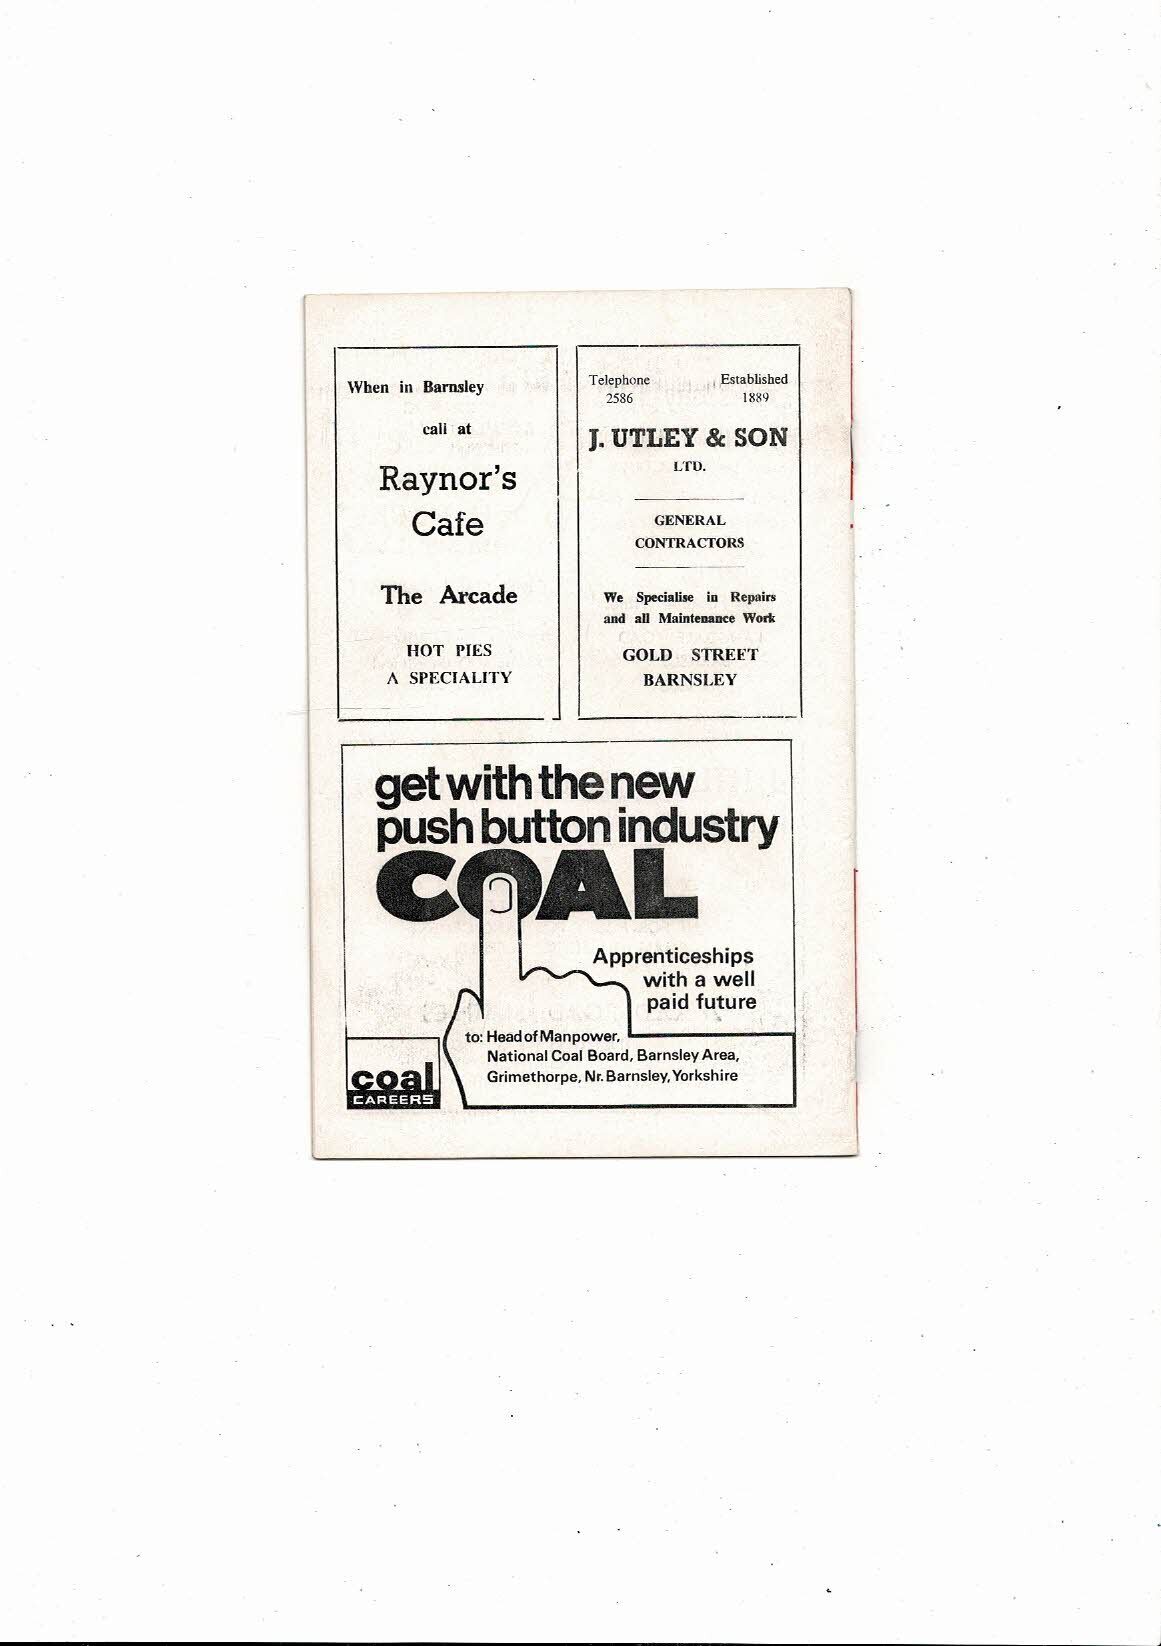 When in Barnsley
call at
Raynor's
Cafe
The Arcade
HOT PIES
A SPECIALITY
Telephone Established
2586 1889
J. UTLEY & SON
LTD.
GENERAL
CONTRACTORS
We Specialise in Repairs
and all Maintenance Work
GOLD STREET
BARNSLEY
get with the new
push button industry
COAL
Apprenticeships
with a well
paid future
to: Head of Manpower,
National Coal Board, Barnsley Area,
Grimethorpe, Nr. Barnsley, Yorkshire
coal
CAREERS